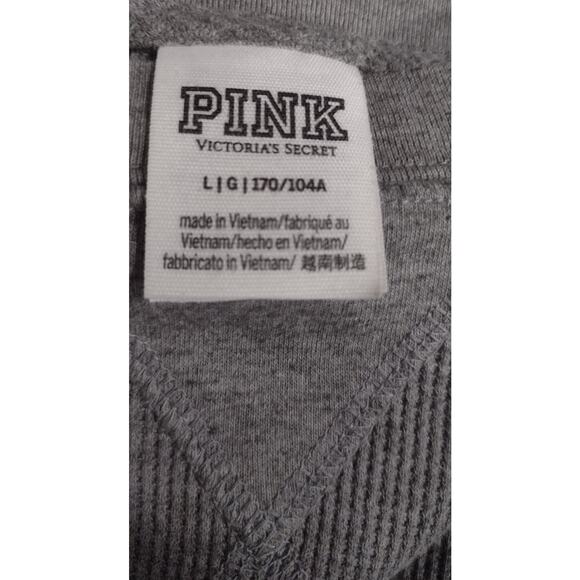 PINK
VICTORIA'S SECRET
L | G | 170/104A
made in Vietnam/fabriqué au
Vietnam/hecho en Vietnam/
fabbricato in Vietnam/ 越南制造